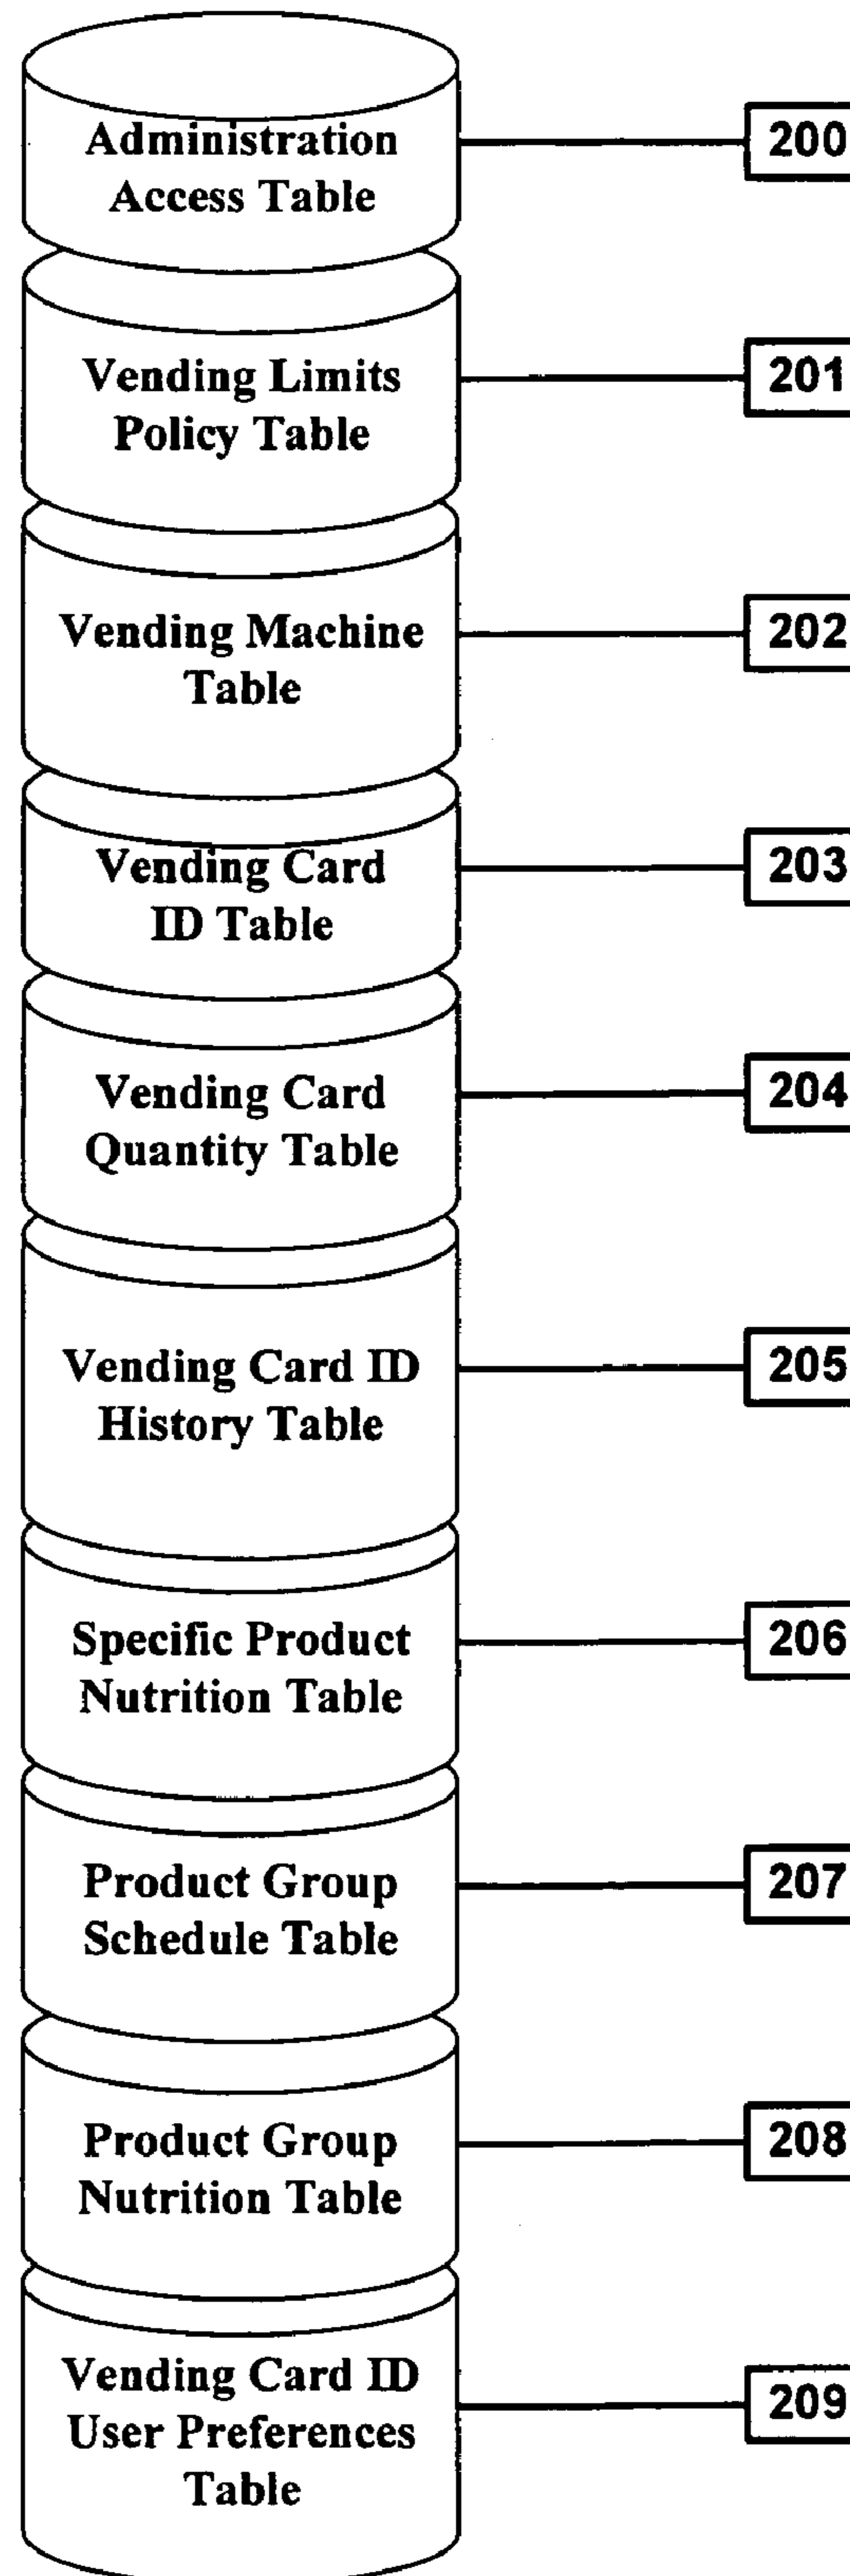 Administration
Access Table
200
Vending Limits
Policy Table
201
Vending Machine
Table
202
Vending Card
ID Table
203
Vending Card
Quantity Table
204
Vending Card ID
History Table
205
Specific Product
Nutrition Table
206
Product Group
Schedule Table
207
Product Group
Nutrition Table
208
Vending Card ID
User Preferences
Table
209